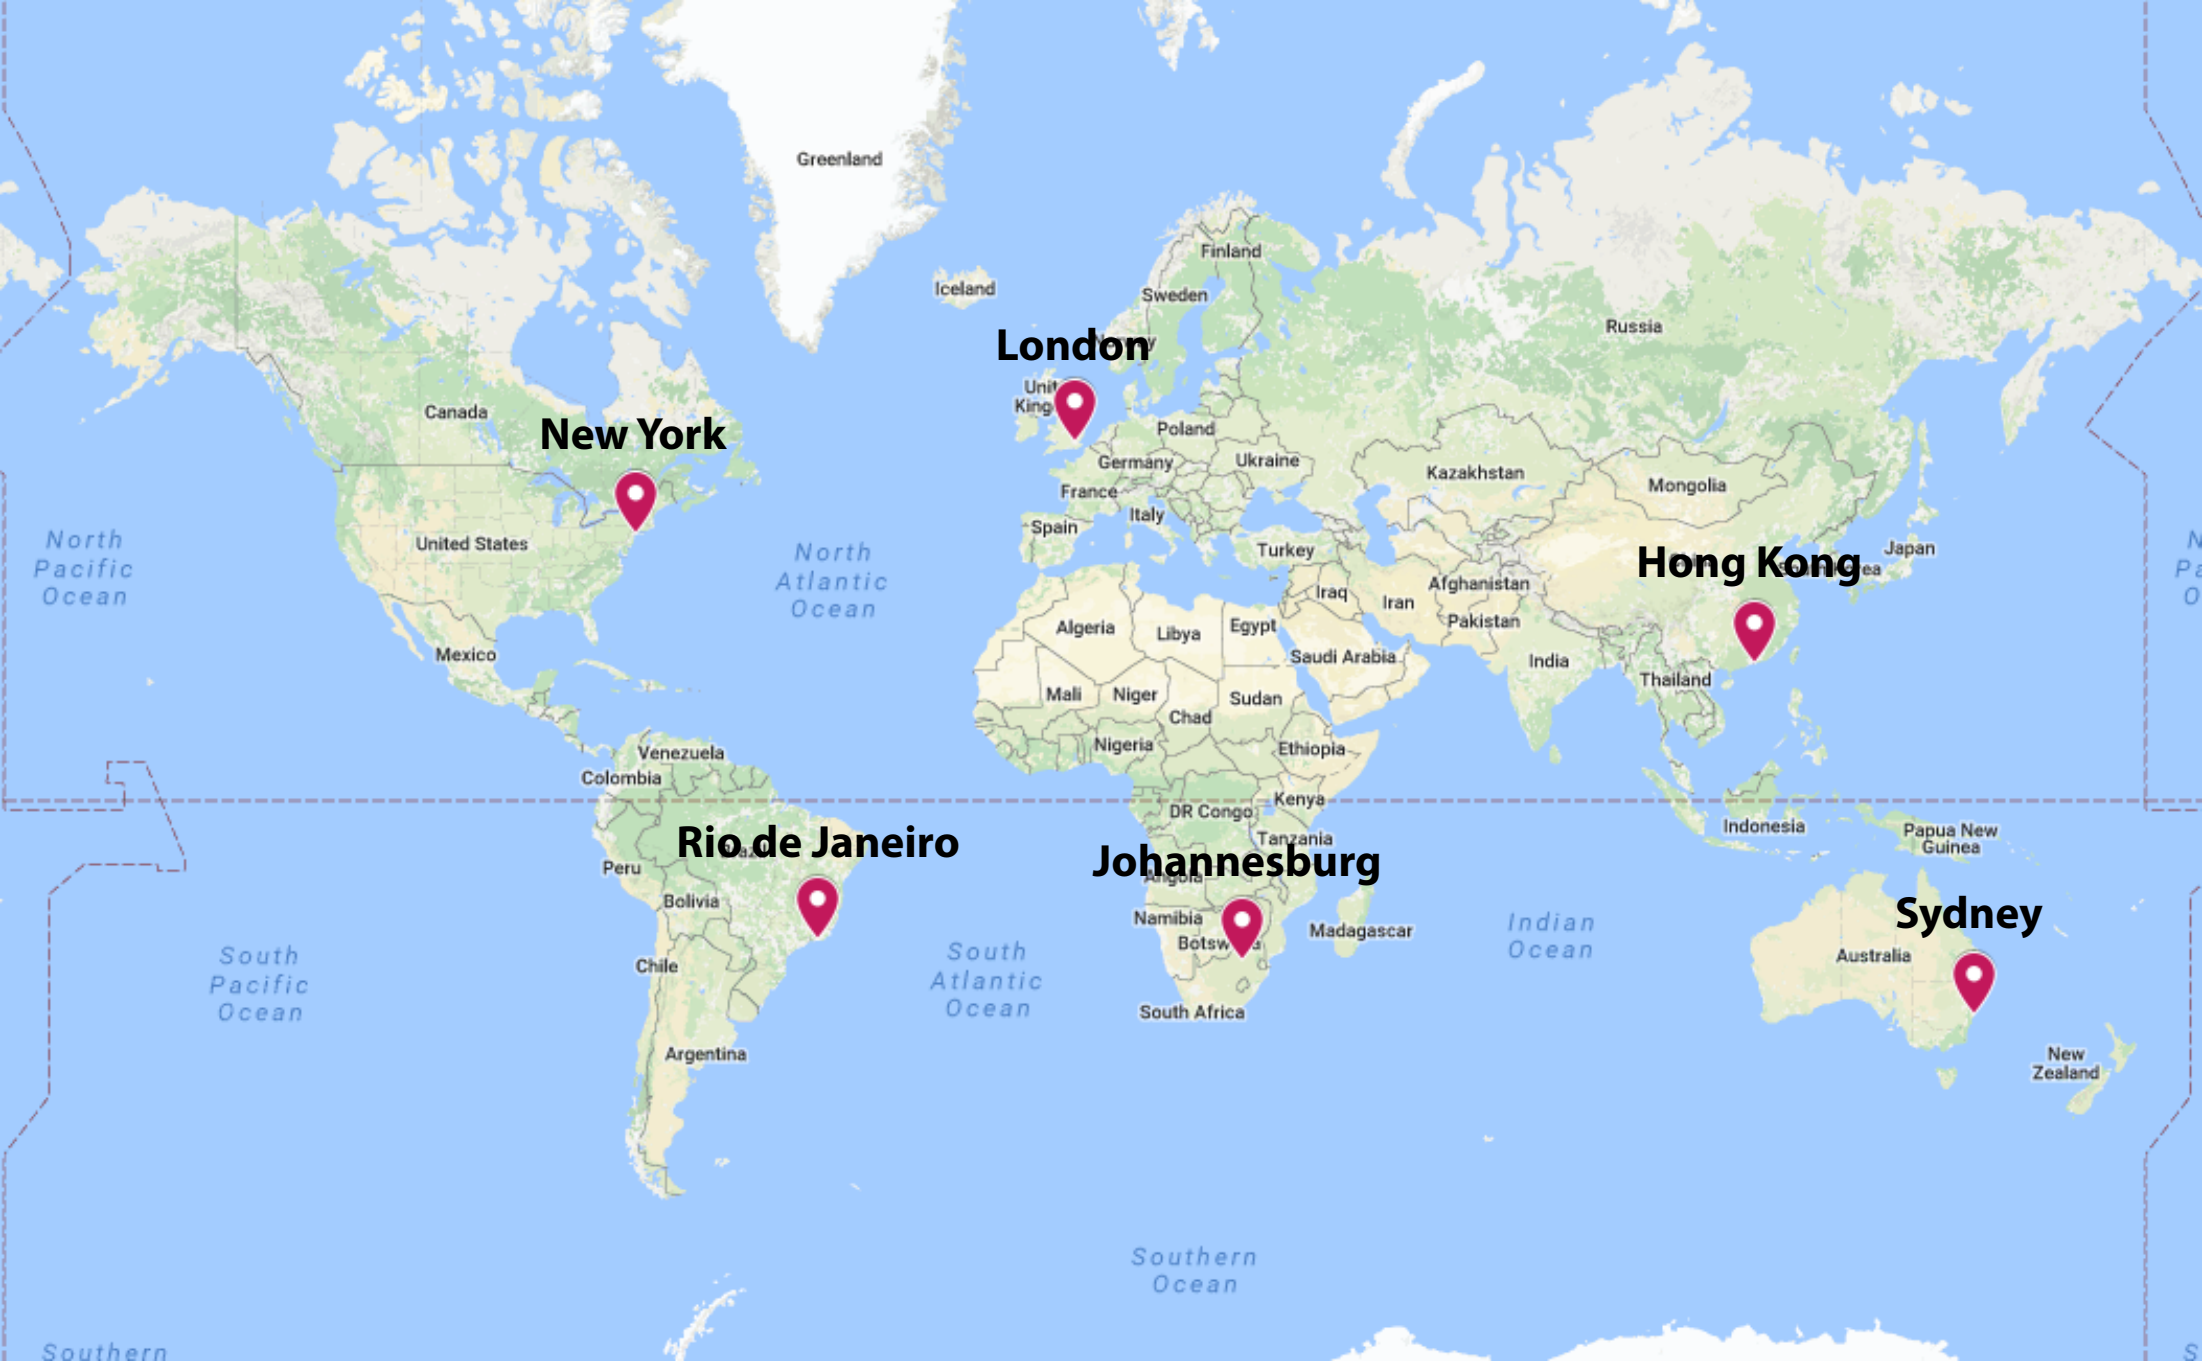 Greenland
Finland
Iceland
Sweden
Russia
London
Canada
New York
Poland
Germany
Ukraine
Kazakhstan
Mongolia
France
Italy
Spain
United States
Turkey
Japan
North
Pacific
Ocean
North
Atlantic
Ocean
Hong Kong
Afghanistan
Iraq
Iran
Pakistan
Algeria
Libya
Egypt
Saudi Arabia
India
Mexico
Thailand
Mali
Niger
Sudan
Chad
Nigeria
Ethiopia
Venezuela
Colombia
Kenya
DR Congo
Indonesia
Papua New
Guinea
Tanzania
Rio de Janeiro
Johannesburg
Peru
Angola
Bolivia
Namibia
Madagascar
Indian
Ocean
Sydney
Australia
South
Pacific
Ocean
Chile
South
Atlantic
Ocean
South Africa
Argentina
New
Zealand
Southern
Ocean
Southern